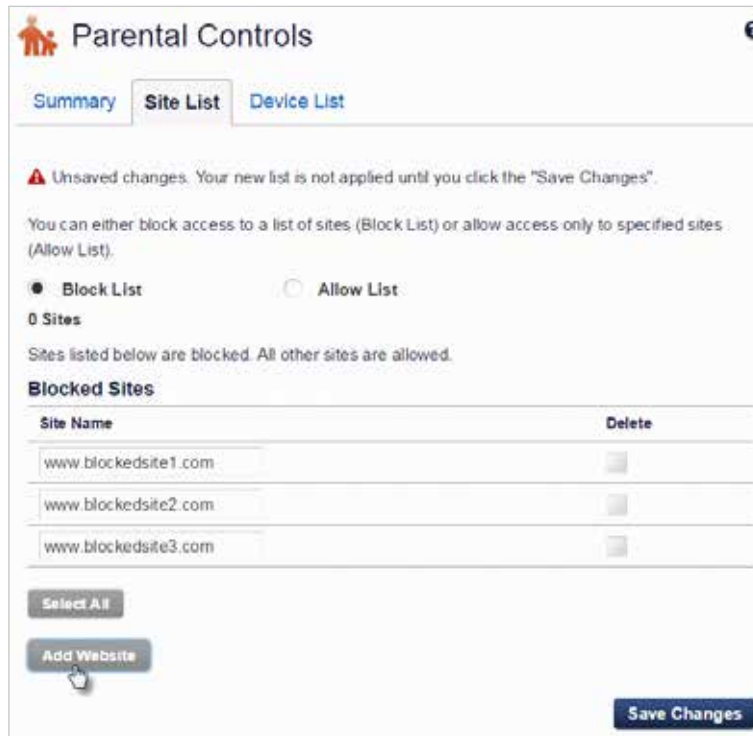 Parental Controls
Summary Site List Device List
Unsaved changes. Your new list is not applied until you click the "Save Changes".
You can either block access to a list of sites (Block List) or allow access only to specified sites
(Allow List).
Block List Allow List
0 Sites
Sites listed below are blocked. All other sites are allowed.
Blocked Sites
Site Name Delete
www.blockedsite1.com
www.blockedsite2.com
www.blockedsite3.com
Select All
Add Website
Save Changes